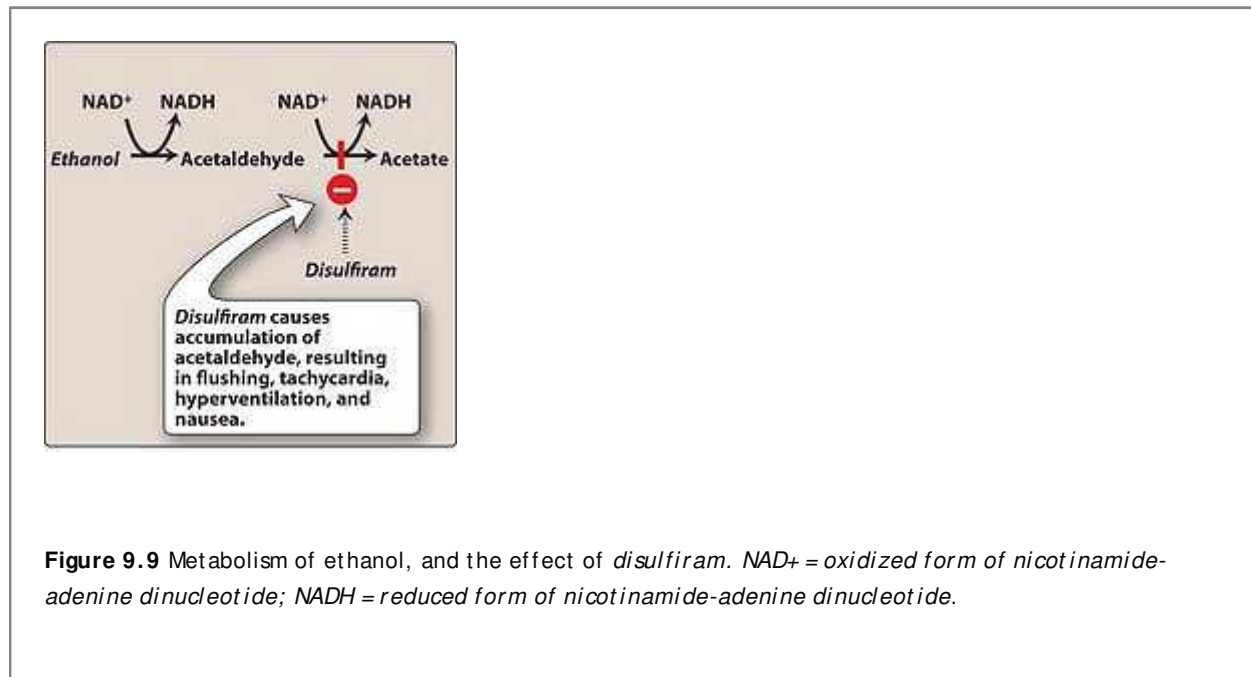 NAD+ NADH NAD+ NADH
Ethanol Acetaldehyde Acetate
Disulfiram
Disulfiram causes
accumulation of
acetaldehyde, resulting
in flushing, tachycardia,
hyperventilation, and
nausea.
Figure 9.9 Metabolism of ethanol, and the effect of disulfiram. NAD+ = oxidized form of nicotinamide-
adenine dinucleotide; NADH = reduced form of nicotinamide-adenine dinucleotide.